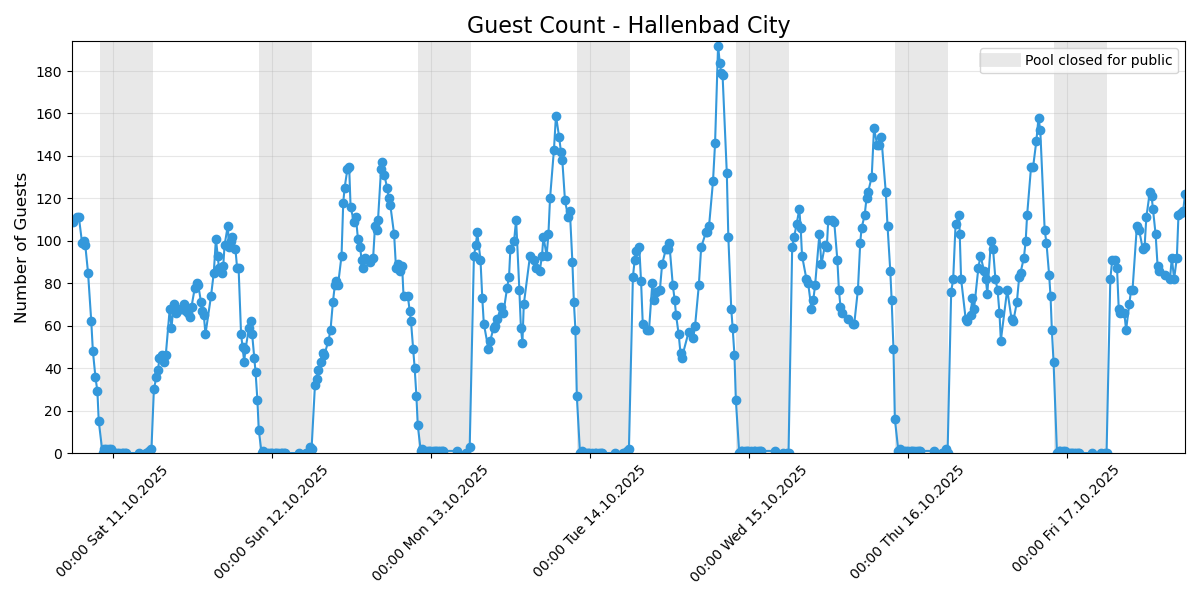 Guest Count - Hallenbad City
Pool closed for public
Number of Guests
180
160
140
120
100
80
60
40
20
0
00:00 Sat 11.10.2025
00:00 Sun 12.10.2025
00:00 Mon 13.10.2025
00:00 Tue 14.10.2025
00:00 Wed 15.10.2025
00:00 Thu 16.10.2025
00:00 Fri 17.10.2025